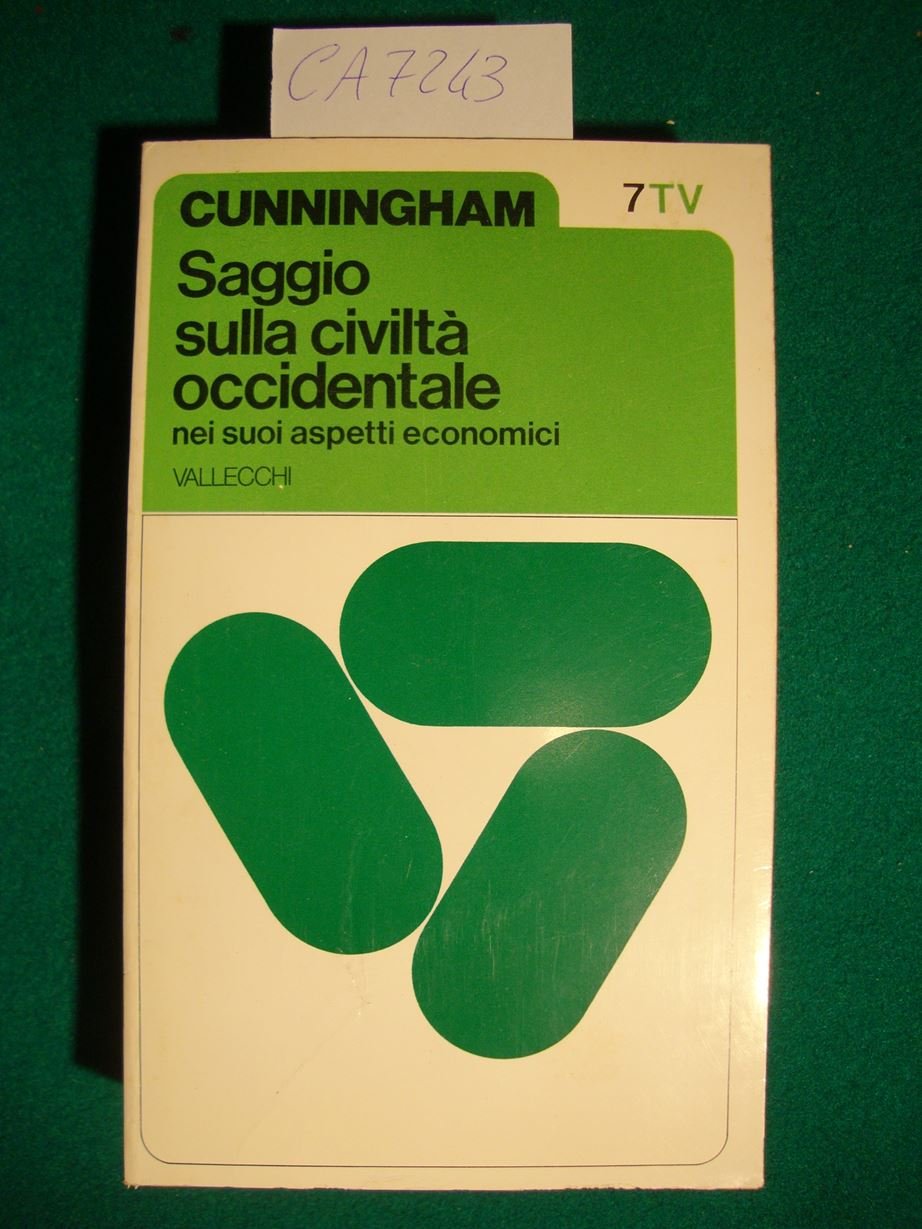 CA7243
CUNNINGHAM
7TV
Saggio
sulla civiltà
occidentale
nei suoi aspetti economici
VALLECCHI